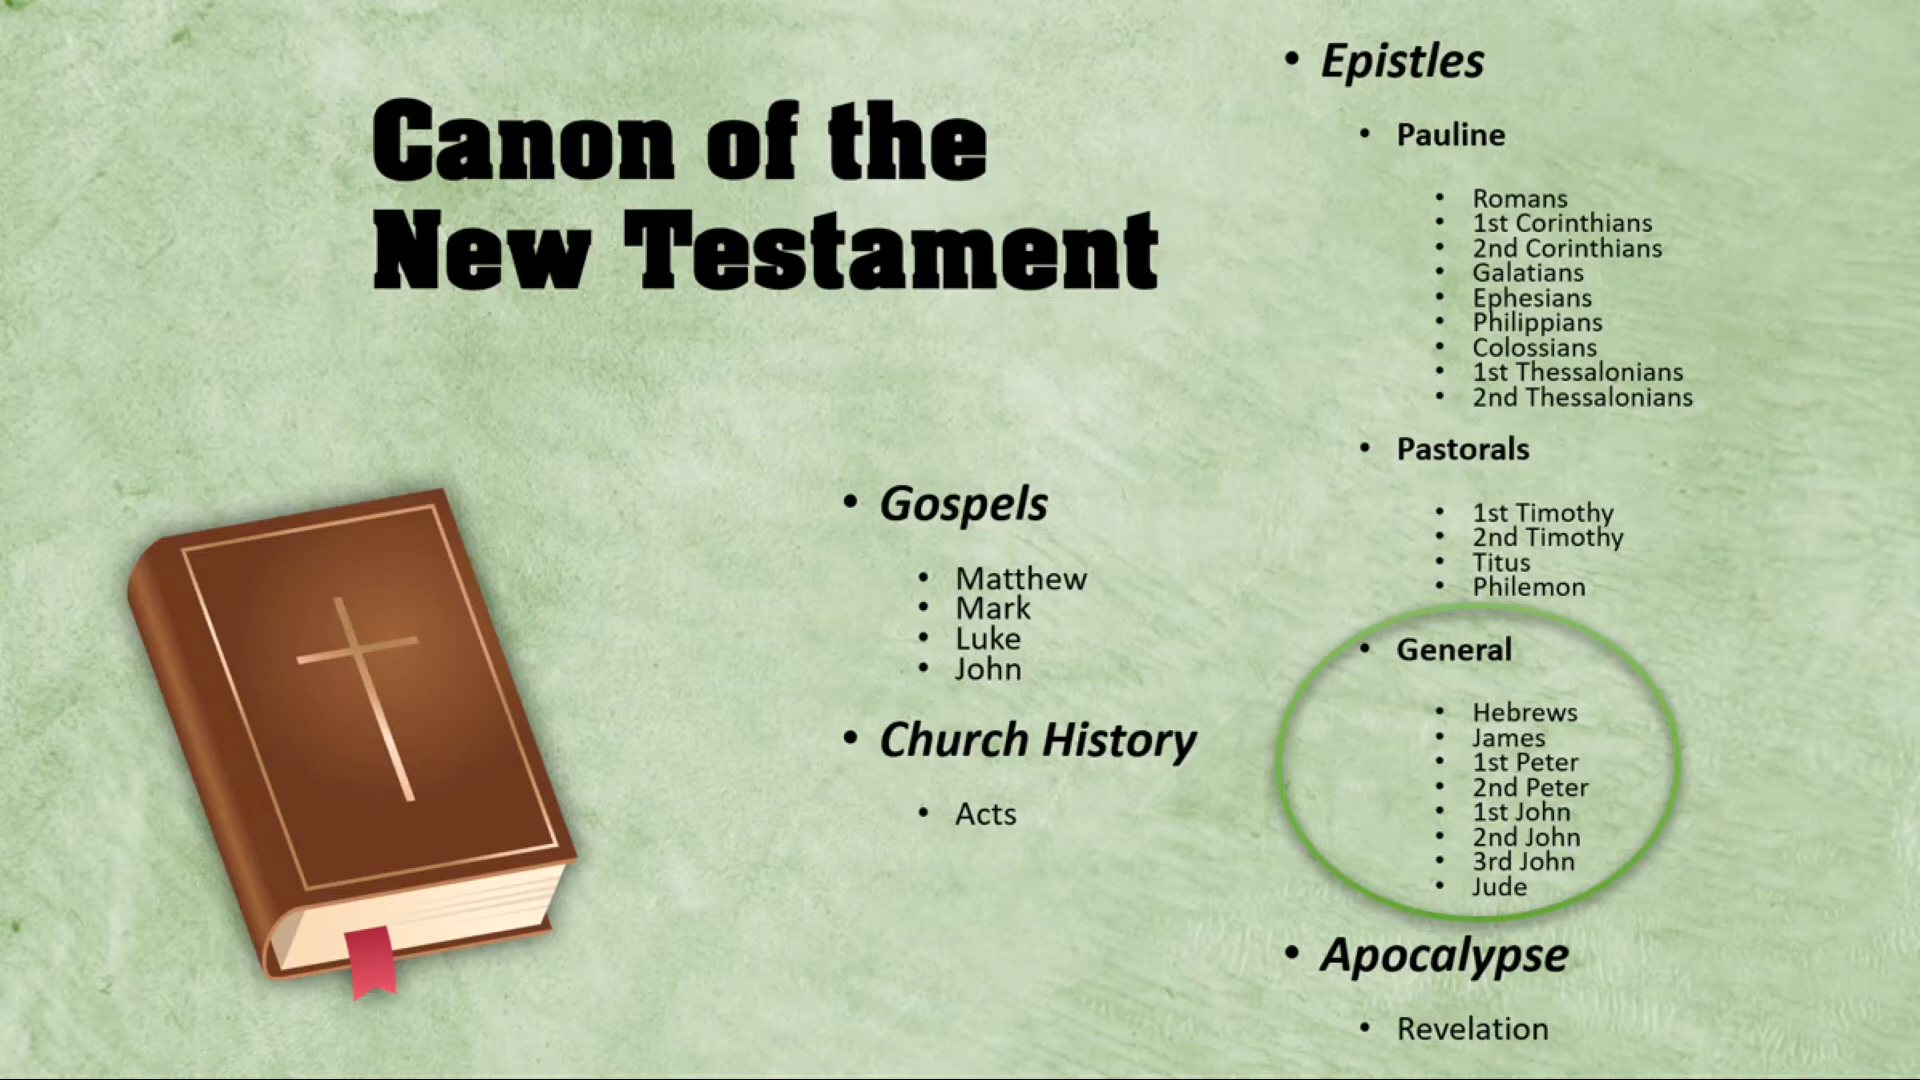 Canon of the
New Testament
• Gospels
• Matthew
• Mark
• Luke
• John
• Church History
• Acts
• Epistles
• Pauline
• Romans
• 1st Corinthians
• 2nd Corinthians
• Galatians
• Ephesians
• Philippians
• Colossians
• 1st Thessalonians
• 2nd Thessalonians
• Pastorals
• 1st Timothy
• 2nd Timothy
• Titus
• Philemon
• General
• Hebrews
• James
• 1st Peter
• 2nd Peter
• 1st John
• 2nd John
• 3rd John
• Jude
• Apocalypse
• Revelation